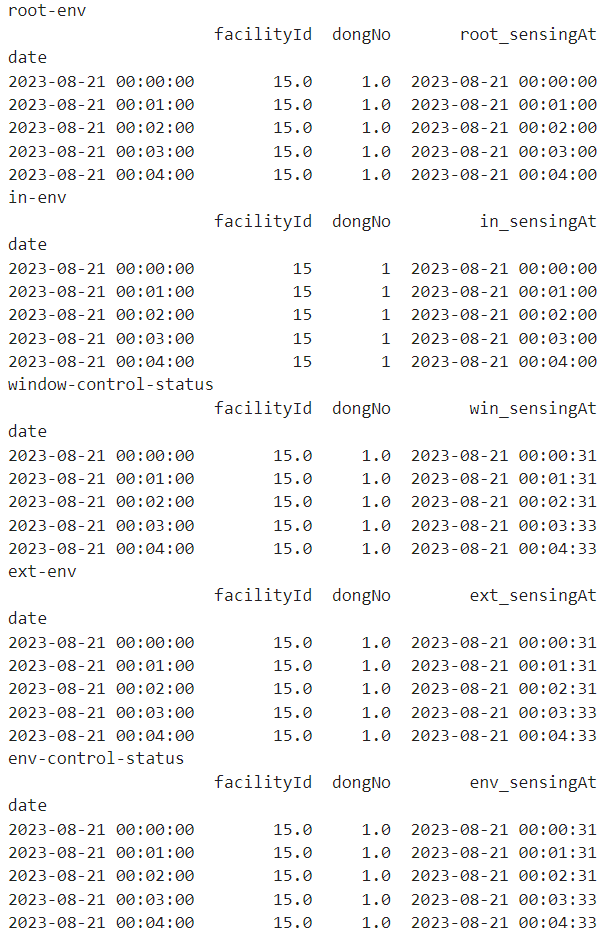 root-env
facilityId dongNo root_sensingAt
date
2023-08-21 00:00:00 15.0 1.0 2023-08-21 00:00:00
2023-08-21 00:01:00 15.0 1.0 2023-08-21 00:01:00
2023-08-21 00:02:00 15.0 1.0 2023-08-21 00:02:00
2023-08-21 00:03:00 15.0 1.0 2023-08-21 00:03:00
2023-08-21 00:04:00 15.0 1.0 2023-08-21 00:04:00
in-env
facilityId dongNo in_sensingAt
date
2023-08-21 00:00:00 15 1 2023-08-21 00:00:00
2023-08-21 00:01:00 15 1 2023-08-21 00:01:00
2023-08-21 00:02:00 15 1 2023-08-21 00:02:00
2023-08-21 00:03:00 15 1 2023-08-21 00:03:00
2023-08-21 00:04:00 15 1 2023-08-21 00:04:00
window-control-status
facilityId dongNo win_sensingAt
date
2023-08-21 00:00:00 15.0 1.0 2023-08-21 00:00:31
2023-08-21 00:01:00 15.0 1.0 2023-08-21 00:01:31
2023-08-21 00:02:00 15.0 1.0 2023-08-21 00:02:31
2023-08-21 00:03:00 15.0 1.0 2023-08-21 00:03:33
2023-08-21 00:04:00 15.0 1.0 2023-08-21 00:04:33
ext-env
facilityId dongNo ext_sensingAt
date
2023-08-21 00:00:00 15.0 1.0 2023-08-21 00:00:31
2023-08-21 00:01:00 15.0 1.0 2023-08-21 00:01:31
2023-08-21 00:02:00 15.0 1.0 2023-08-21 00:02:31
2023-08-21 00:03:00 15.0 1.0 2023-08-21 00:03:33
2023-08-21 00:04:00 15.0 1.0 2023-08-21 00:04:33
env-control-status
facilityId dongNo env_sensingAt
date
2023-08-21 00:00:00 15.0 1.0 2023-08-21 00:00:31
2023-08-21 00:01:00 15.0 1.0 2023-08-21 00:01:31
2023-08-21 00:02:00 15.0 1.0 2023-08-21 00:02:31
2023-08-21 00:03:00 15.0 1.0 2023-08-21 00:03:33
2023-08-21 00:04:00 15.0 1.0 2023-08-21 00:04:33